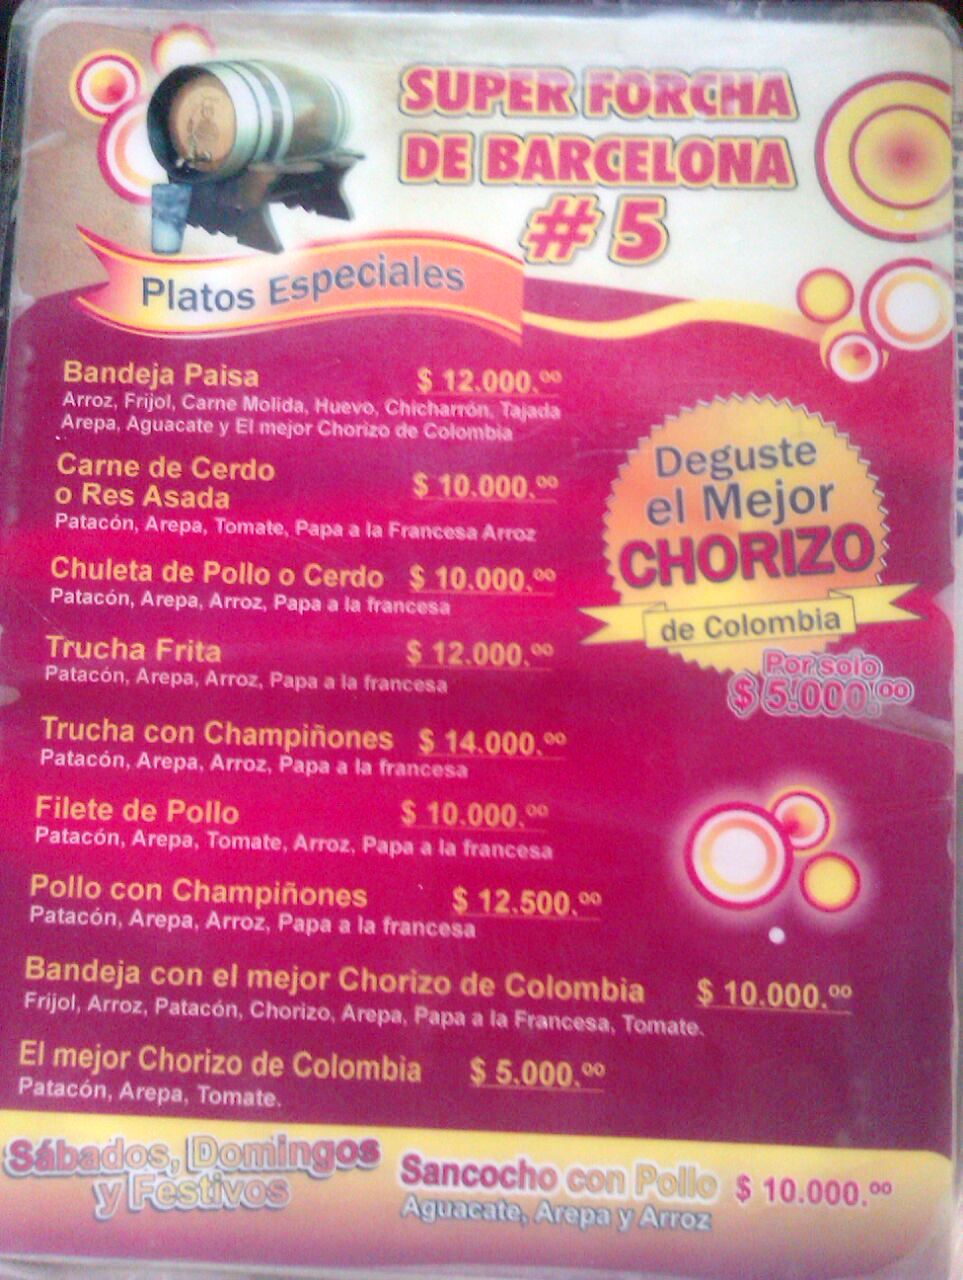 SUPER FORCHA
DE BARCELONA
# 5
Platos Especiales
Bandeja Paisa $ 12.000.oo
Arroz, Frijol, Carne Molida, Huevo, Chicharrón, Tajada
Arepa, Aguacate y El mejor Chorizo de Colombia
Carne de Cerdo
o Res Asada $ 10.000.oo
Patacón, Arepa, Tomate, Papa a la Francesa Arroz
Chuleta de Pollo o Cerdo $ 10.000.oo
Patacón, Arepa, Arroz, Papa a la francesa
Trucha Frita $ 12.000.oo
Patacón, Arepa, Arroz, Papa a la francesa
Trucha con Champiñones $ 14.000.oo
Patacón, Arepa, Arroz, Papa a la francesa
Filete de Pollo $ 10.000.oo
Patacón, Arepa, Tomate, Arroz, Papa a la francesa
Pollo con Champiñones $ 12.500.oo
Patacón, Arepa, Arroz, Papa a la francesa
Bandeja con el mejor Chorizo de Colombia $ 10.000.oo
Frijol, Arroz, Patacón, Chorizo, Arepa, Papa a la Francesa, Tomate.
El mejor Chorizo de Colombia $ 5.000.oo
Patacón, Arepa, Tomate.
Deguste
el Mejor
CHORIZO
de Colombia
Por solo
$ 5.000.oo
Sábados, Domingos
y Festivos
Sancocho con Pollo $ 10.000.oo
Aguacate, Arepa y Arroz